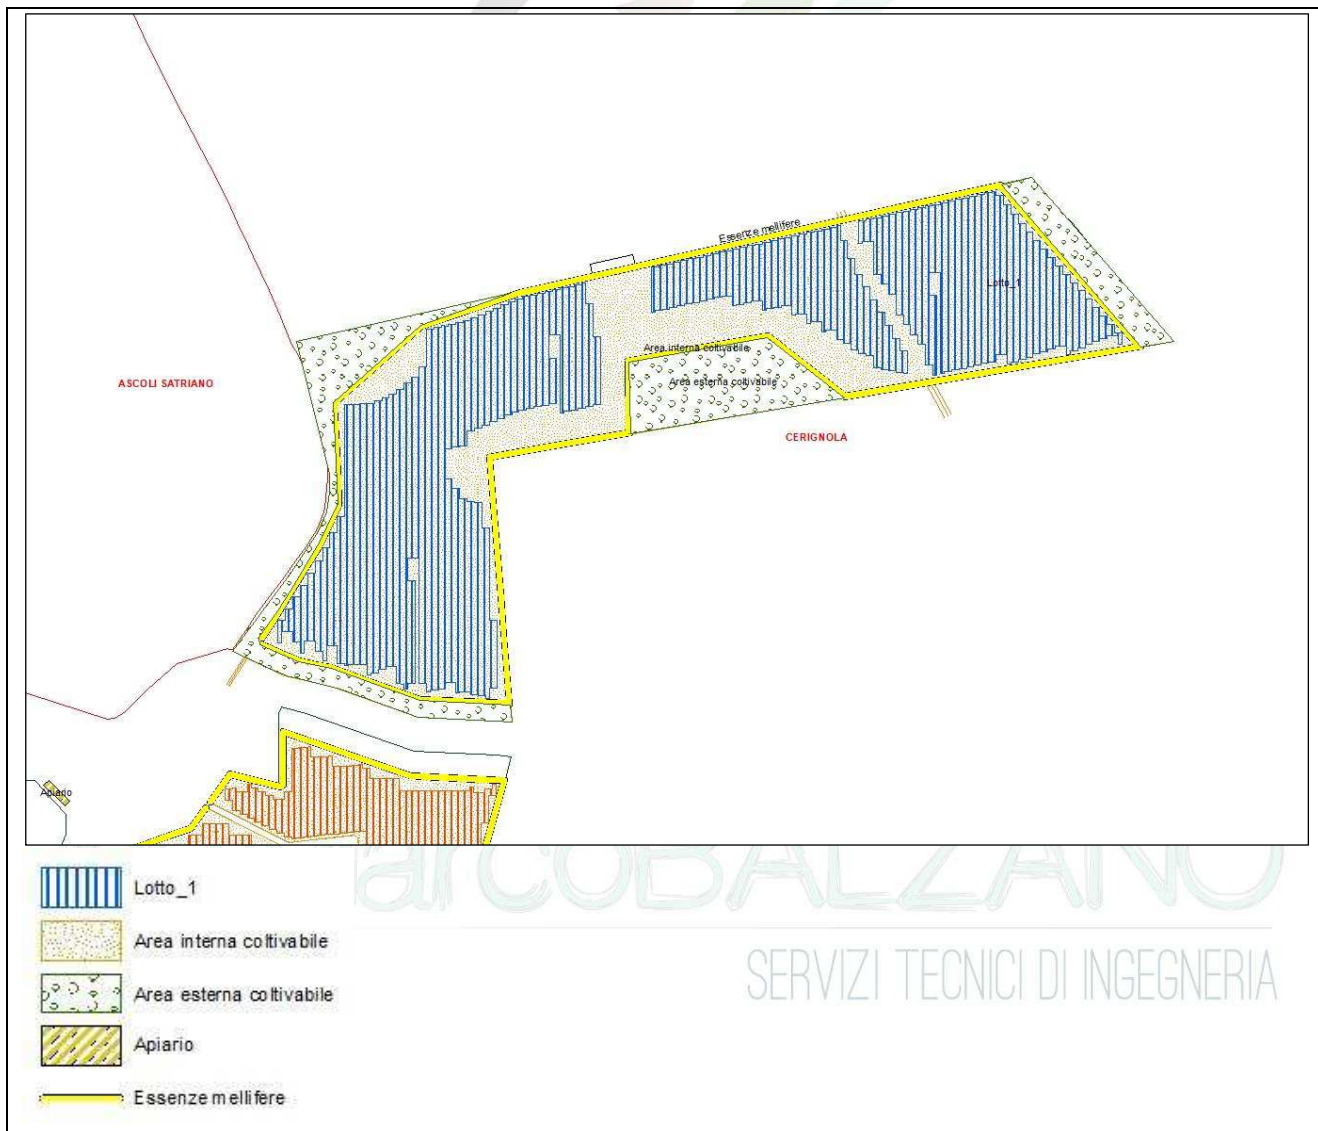 Essenze mellifere
Lotto_1
Area interna coltivabile
Area esterna coltivabile
ASCOLI SATRIANO
CERIGNOLA
Apiario
Lotto_1
Area interna coltivabile
Area esterna coltivabile
Apiario
Essenze mellifere
arcoBALZANO
SERVIZI TECNICI DI INGEGNERIA